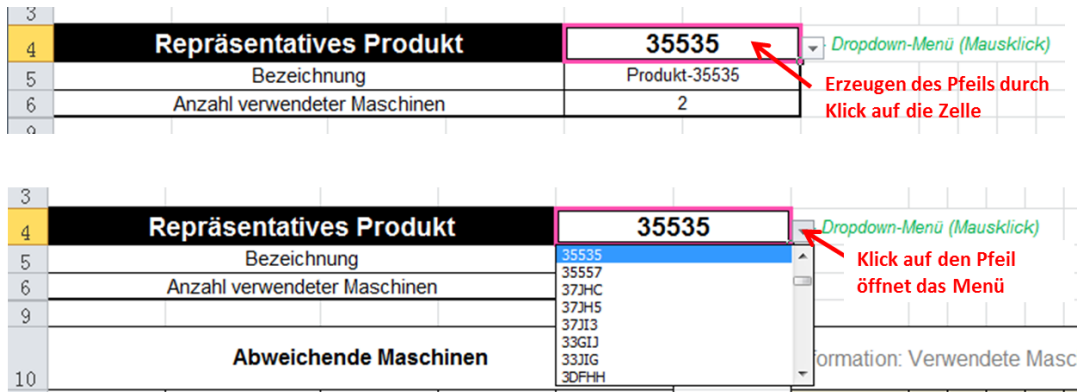 3
4 Repräsentatives Produkt 35535 Dropdown-Menü (Mausklick)
5 Bezeichnung Produkt-35535
Erzeugen des Pfeils durch
6 Anzahl verwendeter Maschinen 2
Klick auf die Zelle
9
3
4 Repräsentatives Produkt 35535 Dropdown-Menü (Mausklick)
5 Bezeichnung 35535
Klick auf den Pfeil
35557
6 Anzahl verwendeter Maschinen 37JHC
öffnet das Menü
37JH5
9 37JI3
33GIJ
10 Abweichende Maschinen 33JIG formation: Verwendete Masc
3DFHH